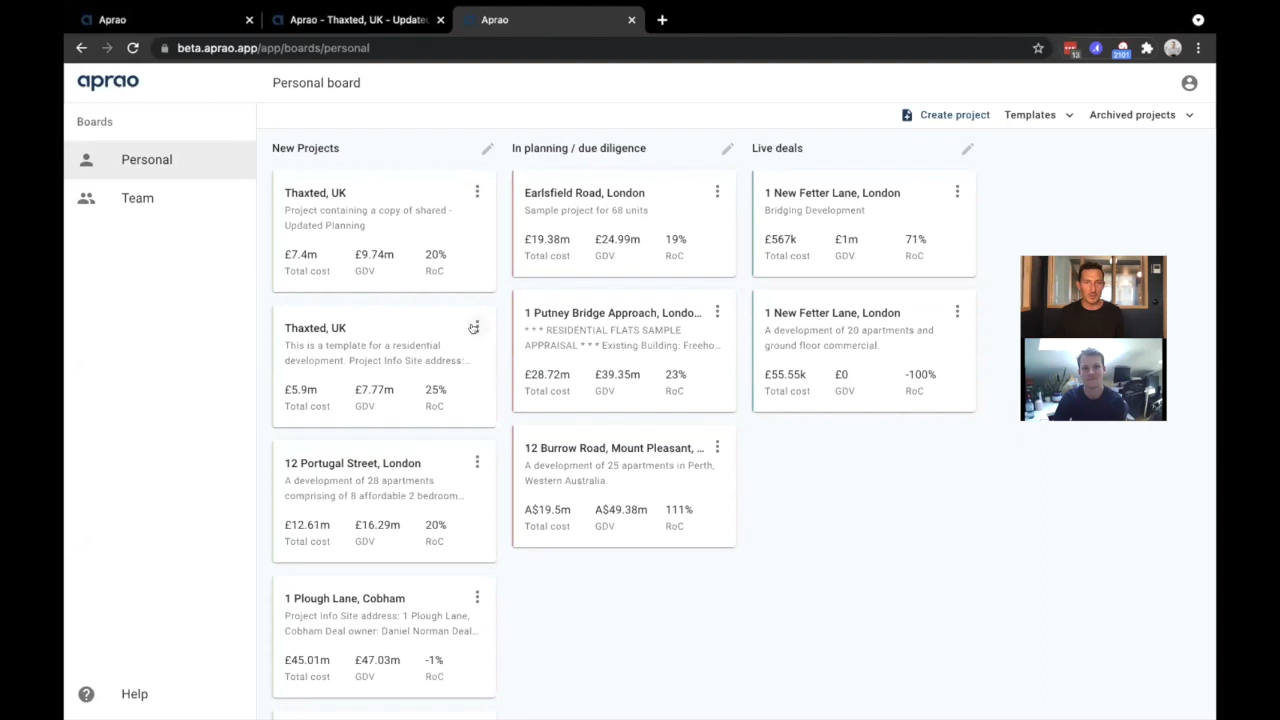 Aprao
Aprao - Thaxted, UK - Update
Aprao
beta.aprao.app/app/boards/personal
13
2101
aprao
Personal board
Boards
Personal
Team
Create project
Templates
Archived projects
New Projects
Thaxted, UK
Project containing a copy of shared -
Updated Planning
£7.4m £9.74m 20%
Total cost GDV RoC
Thaxted, UK
This is a template for a residential
development. Project Info Site address:...
£5.9m £7.77m 25%
Total cost GDV RoC
12 Portugal Street, London
A development of 28 apartments
comprising of 8 affordable 2 bedroom...
£12.61m £16.29m 20%
Total cost GDV RoC
1 Plough Lane, Cobham
Project Info Site address: 1 Plough Lane,
Cobham Deal owner: Daniel Norman Deal...
£45.01m £47.03m -1%
Total cost GDV RoC
In planning / due diligence
Earlsfield Road, London
Sample project for 68 units
£19.38m £24.99m 19%
Total cost GDV RoC
1 Putney Bridge Approach, Londo...
* * * RESIDENTIAL FLATS SAMPLE
APPRAISAL * * * Existing Building: Freeho...
£28.72m £39.35m 23%
Total cost GDV RoC
12 Burrow Road, Mount Pleasant, ...
A development of 25 apartments in Perth,
Western Australia.
A$19.5m A$49.38m 111%
Total cost GDV RoC
Live deals
1 New Fetter Lane, London
Bridging Development
£567k £1m 71%
Total cost GDV RoC
1 New Fetter Lane, London
A development of 20 apartments and
ground floor commercial.
£55.55k £0 -100%
Total cost GDV RoC
Help